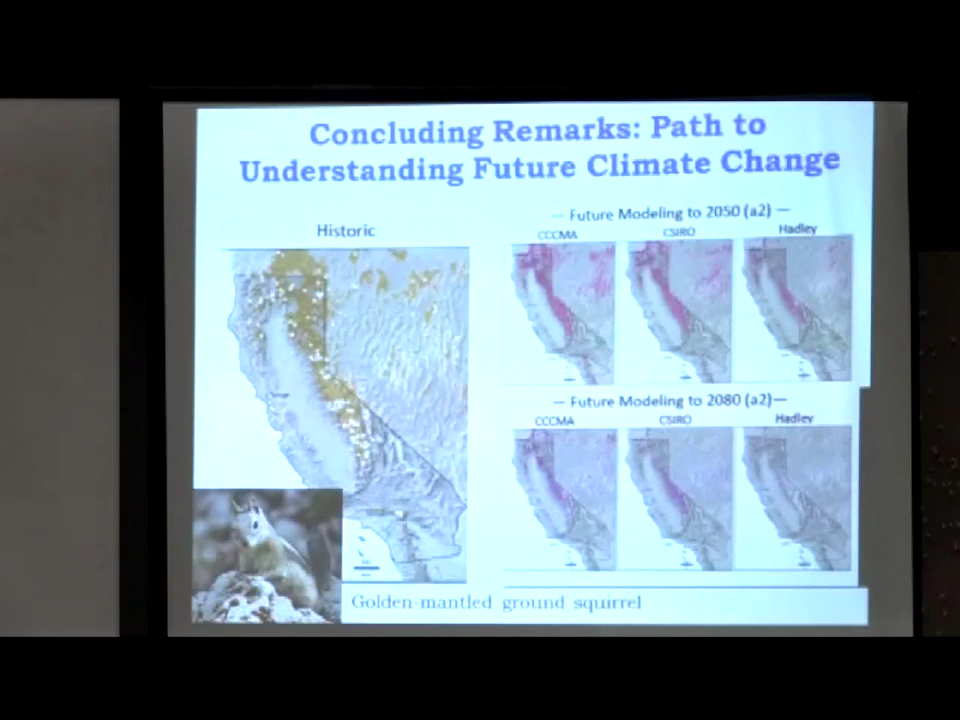 Concluding Remarks: Path to
Understanding Future Climate Change
Historic
— Future Modeling to 2050 (a2) —
CCCMA
CSIRO
Hadley
— Future Modeling to 2080 (a2)—
CCCMA
CSIRO
Hadley
Golden-mantled ground squirrel